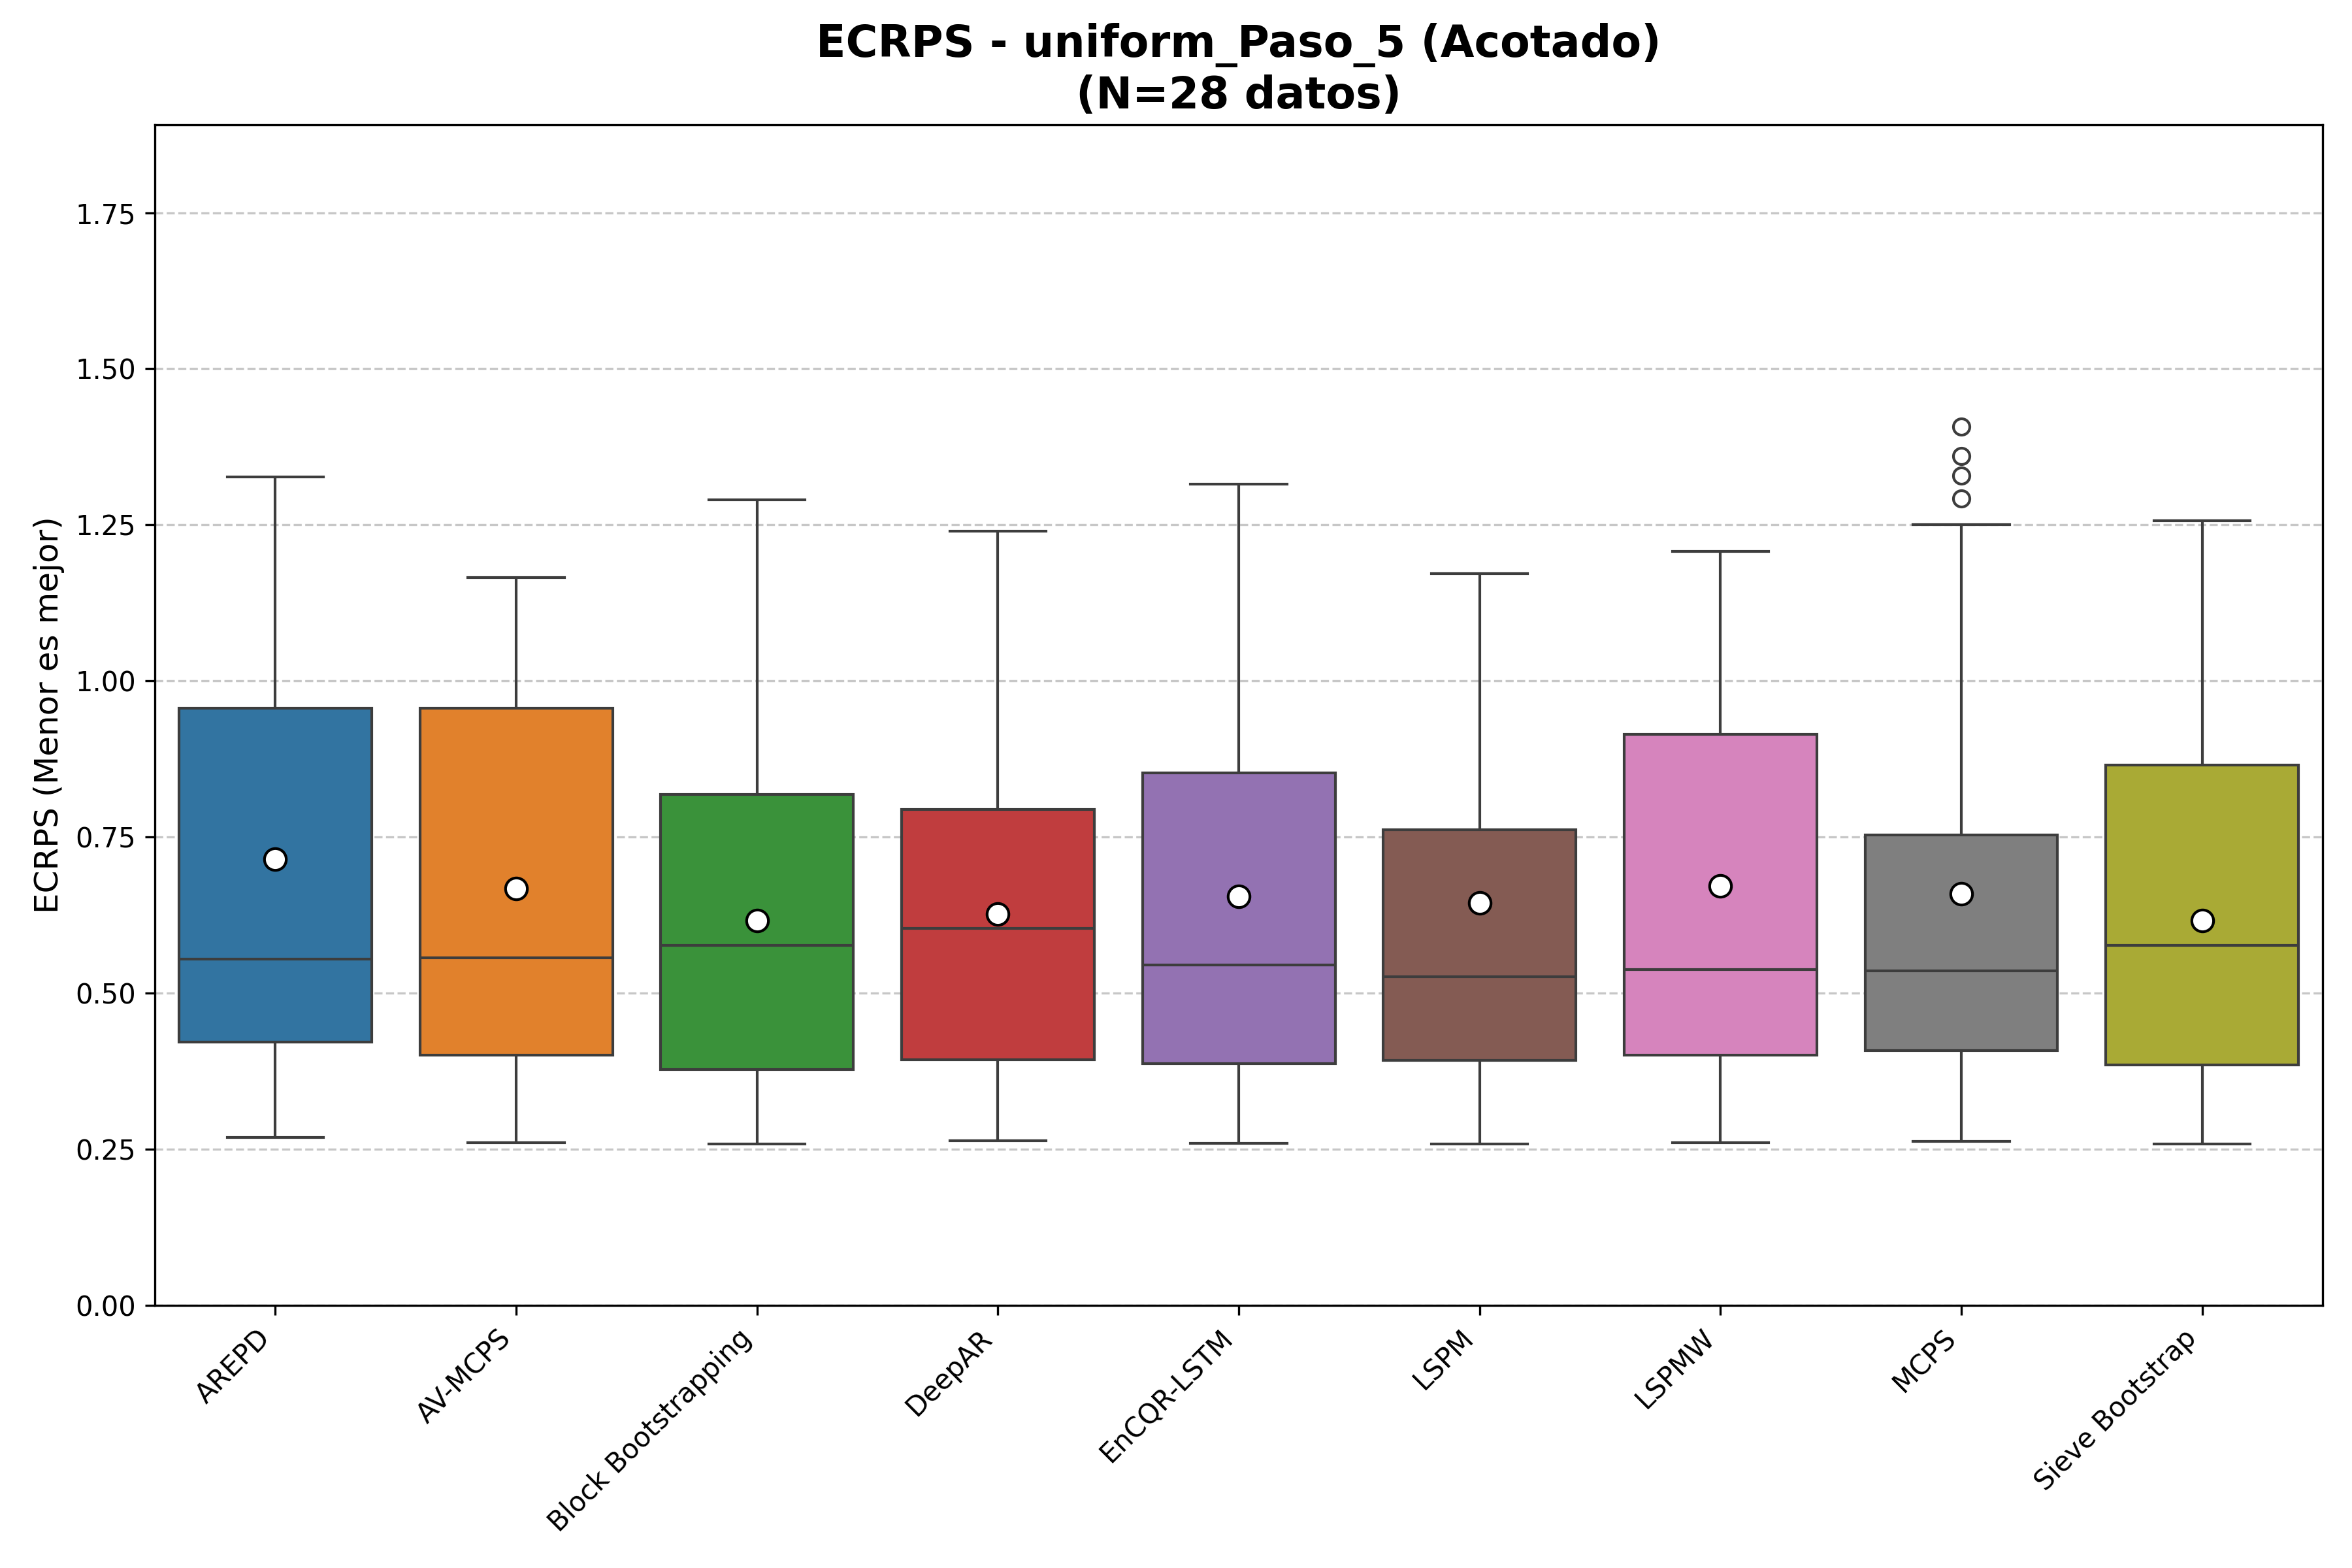 ECRPS - uniform_Paso_5 (Acotado)
(N=28 datos)
ECRPS (Menor es mejor)
1.75
1.50
1.25
1.00
0.75
0.50
0.25
0.00
AREPD
AV-MCPS
Block Bootstrapping
DeepAR
EnCQR-LSTM
LSPM
LSPMW
MCPS
Sieve Bootstrap